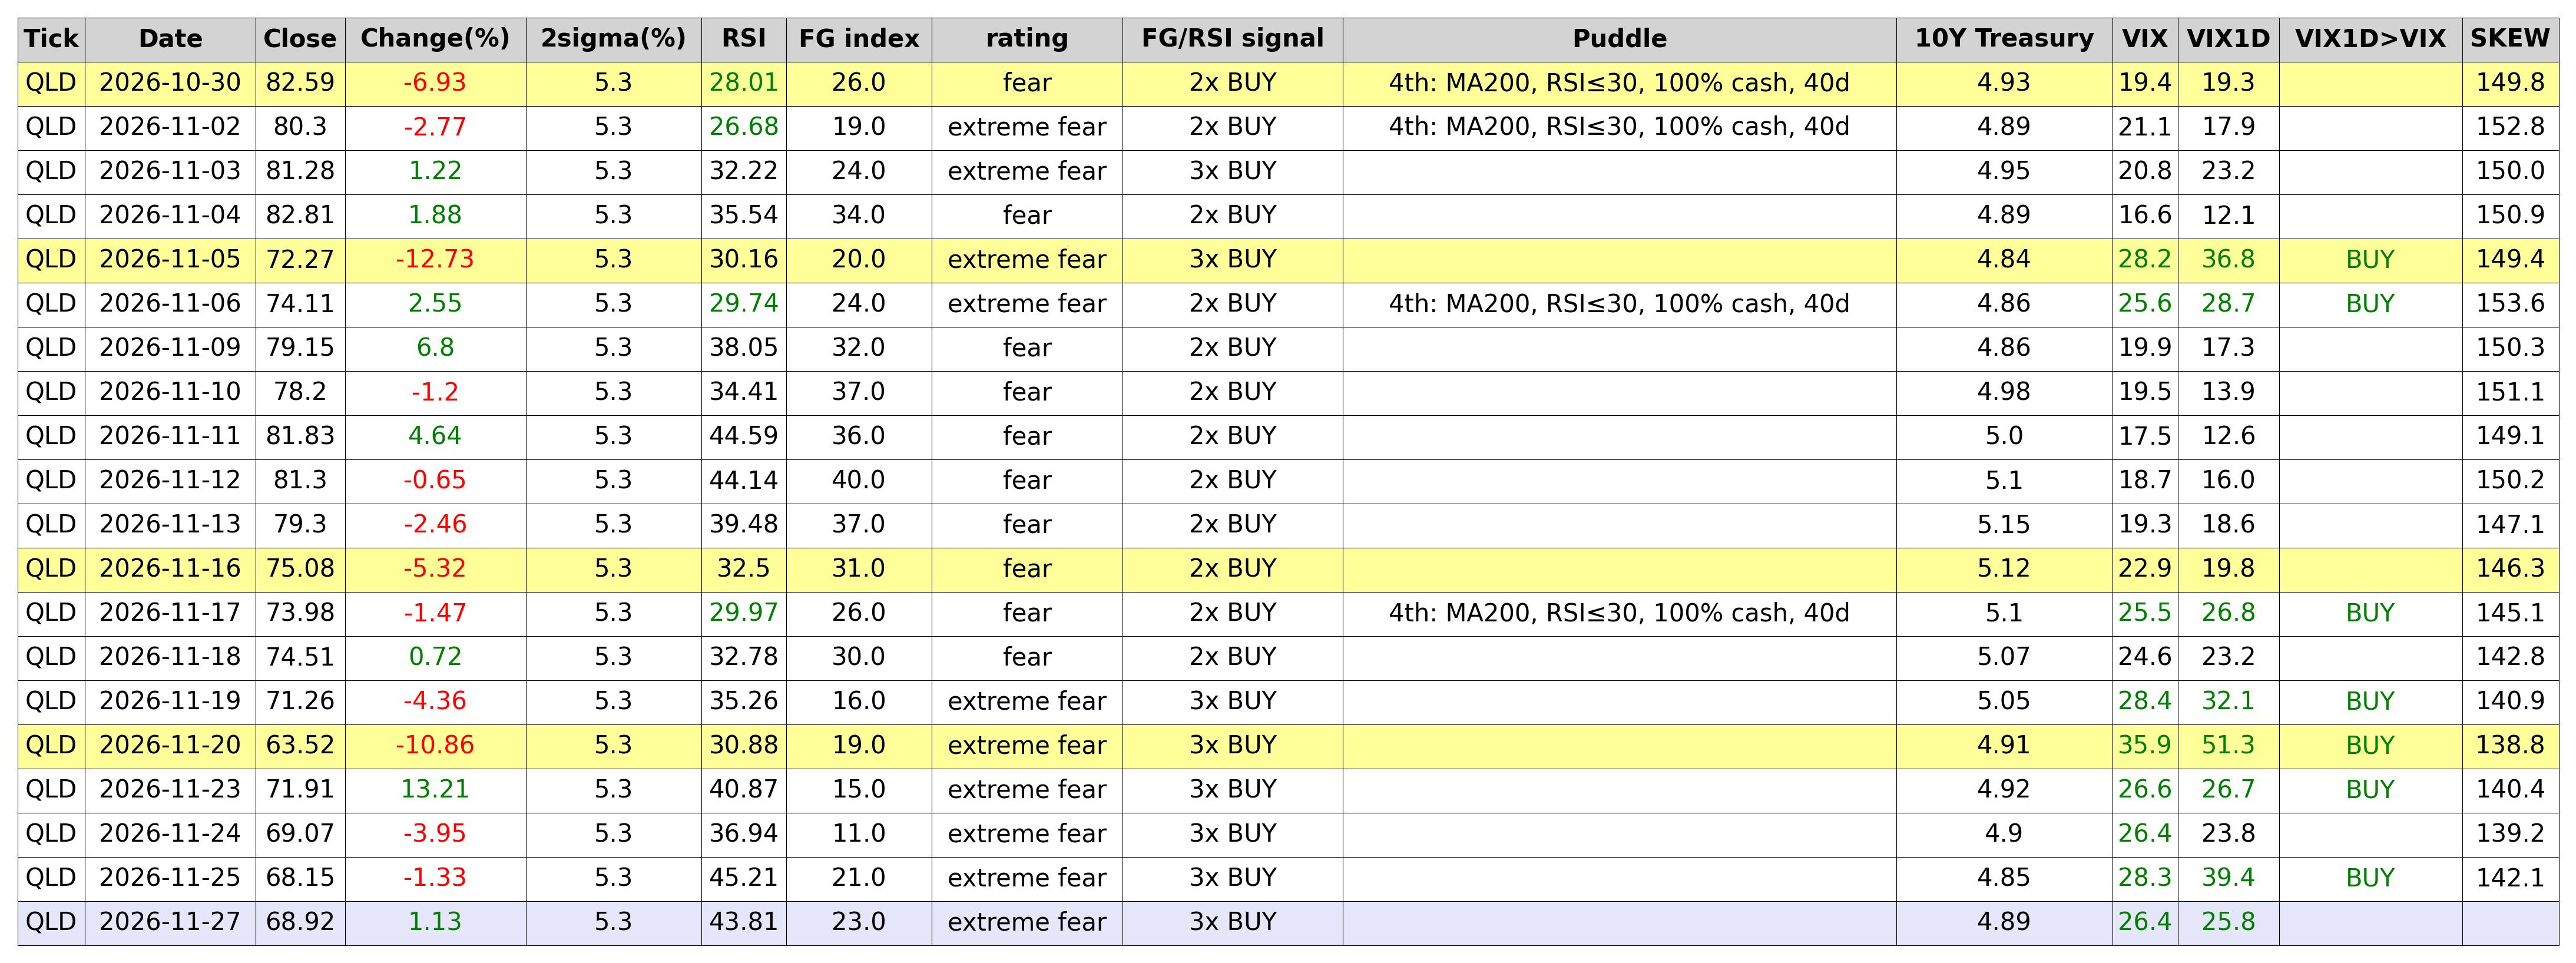 Tick Date Close Change(%) 2sigma(%) RSI FG index rating FG/RSI signal Puddle 10Y Treasury VIX VIX1D VIX1D>VIX SKEW
QLD 2026-10-30 82.59 -6.93 5.3 28.01 26.0 fear 2x BUY 4th: MA200, RSI≤30, 100% cash, 40d 4.93 19.4 19.3 149.8
QLD 2026-11-02 80.3 -2.77 5.3 26.68 19.0 extreme fear 2x BUY 4th: MA200, RSI≤30, 100% cash, 40d 4.89 21.1 17.9 152.8
QLD 2026-11-03 81.28 1.22 5.3 32.22 24.0 extreme fear 3x BUY 4.95 20.8 23.2 150.0
QLD 2026-11-04 82.81 1.88 5.3 35.54 34.0 fear 2x BUY 4.89 16.6 12.1 150.9
QLD 2026-11-05 72.27 -12.73 5.3 30.16 20.0 extreme fear 3x BUY 4.84 28.2 36.8 BUY 149.4
QLD 2026-11-06 74.11 2.55 5.3 29.74 24.0 extreme fear 2x BUY 4th: MA200, RSI≤30, 100% cash, 40d 4.86 25.6 28.7 BUY 153.6
QLD 2026-11-09 79.15 6.8 5.3 38.05 32.0 fear 2x BUY 4.86 19.9 17.3 150.3
QLD 2026-11-10 78.2 -1.2 5.3 34.41 37.0 fear 2x BUY 4.98 19.5 13.9 151.1
QLD 2026-11-11 81.83 4.64 5.3 44.59 36.0 fear 2x BUY 5.0 17.5 12.6 149.1
QLD 2026-11-12 81.3 -0.65 5.3 44.14 40.0 fear 2x BUY 5.1 18.7 16.0 150.2
QLD 2026-11-13 79.3 -2.46 5.3 39.48 37.0 fear 2x BUY 5.15 19.3 18.6 147.1
QLD 2026-11-16 75.08 -5.32 5.3 32.5 31.0 fear 2x BUY 5.12 22.9 19.8 146.3
QLD 2026-11-17 73.98 -1.47 5.3 29.97 26.0 fear 2x BUY 4th: MA200, RSI≤30, 100% cash, 40d 5.1 25.5 26.8 BUY 145.1
QLD 2026-11-18 74.51 0.72 5.3 32.78 30.0 fear 2x BUY 5.07 24.6 23.2 142.8
QLD 2026-11-19 71.26 -4.36 5.3 35.26 16.0 extreme fear 3x BUY 5.05 28.4 32.1 BUY 140.9
QLD 2026-11-20 63.52 -10.86 5.3 30.88 19.0 extreme fear 3x BUY 4.91 35.9 51.3 BUY 138.8
QLD 2026-11-23 71.91 13.21 5.3 40.87 15.0 extreme fear 3x BUY 4.92 26.6 26.7 BUY 140.4
QLD 2026-11-24 69.07 -3.95 5.3 36.94 11.0 extreme fear 3x BUY 4.9 26.4 23.8 139.2
QLD 2026-11-25 68.15 -1.33 5.3 45.21 21.0 extreme fear 3x BUY 4.85 28.3 39.4 BUY 142.1
QLD 2026-11-27 68.92 1.13 5.3 43.81 23.0 extreme fear 3x BUY 4.89 26.4 25.8